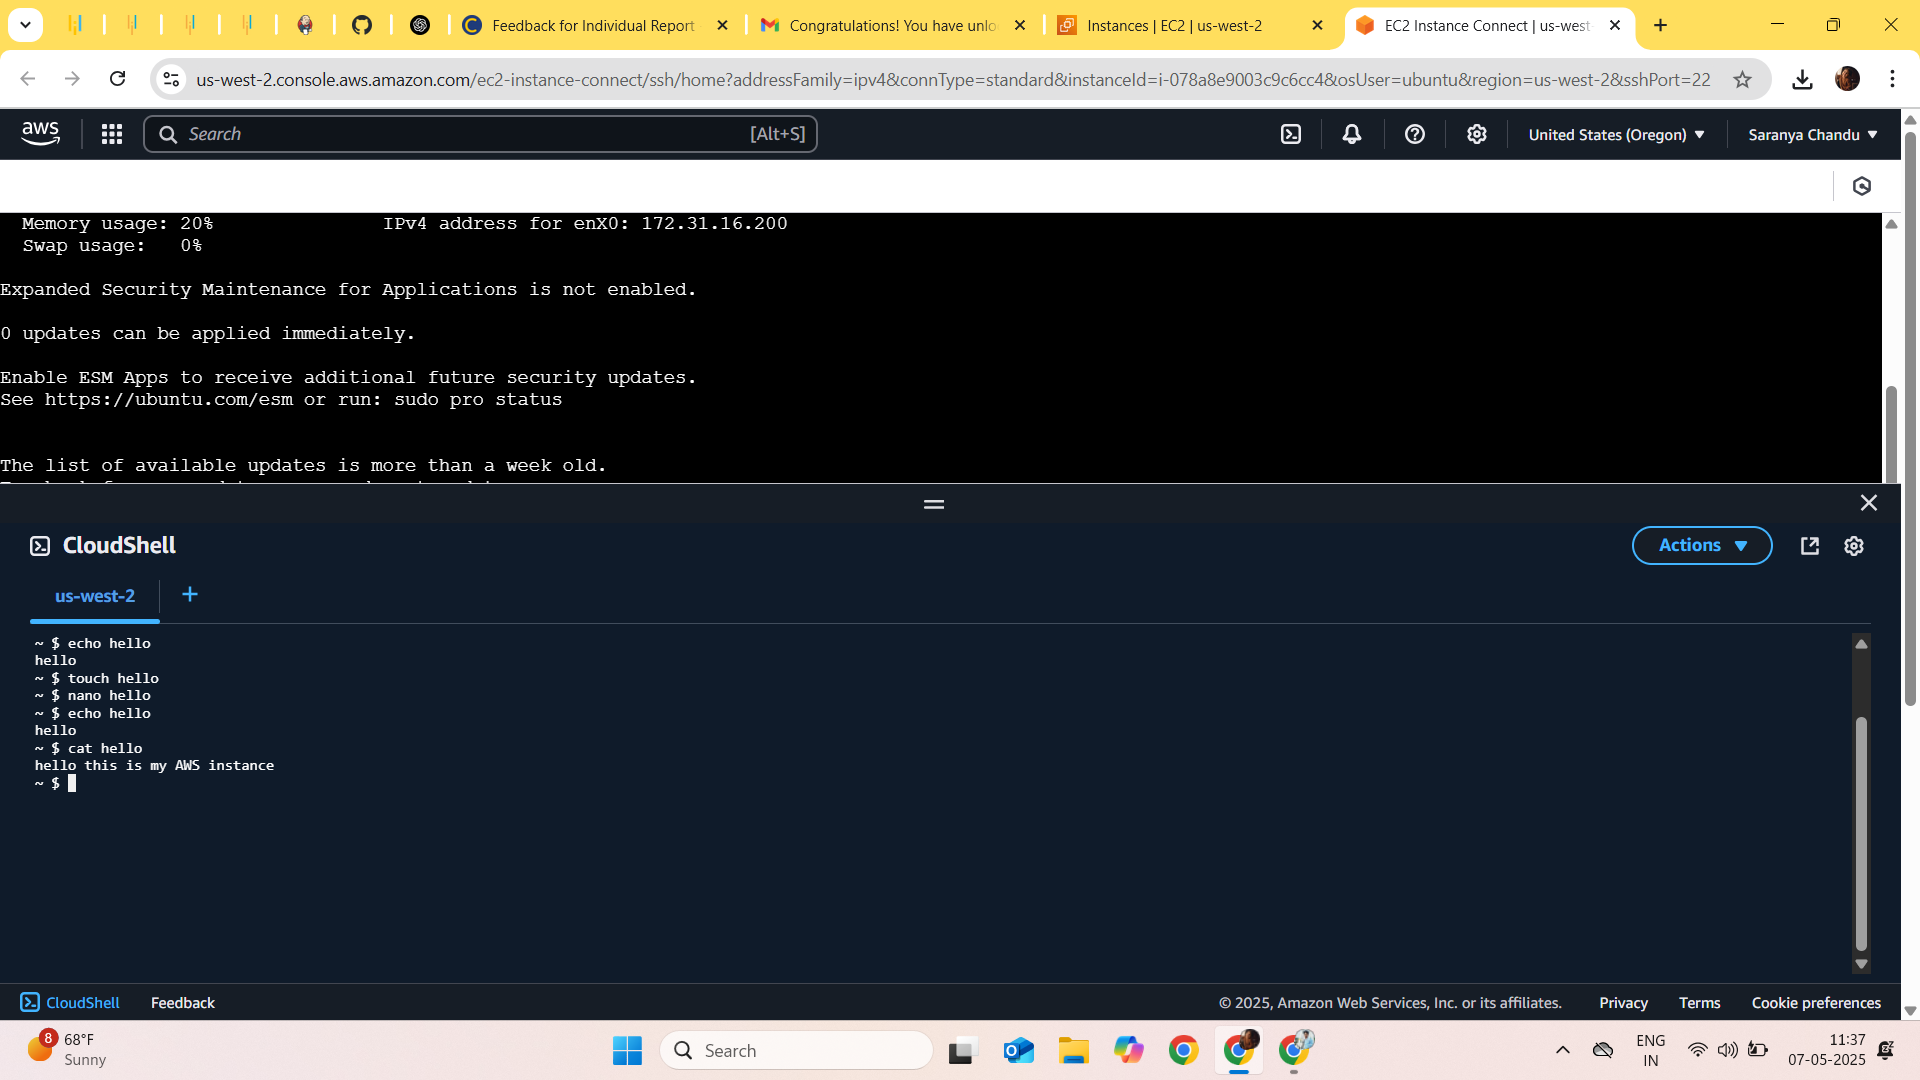 Feedback for Individual Report
Congratulations! You have unlo
Instances | EC2 | us-west-2
EC2 Instance Connect | us-west-
us-west-2.console.aws.amazon.com/ec2-instance-connect/ssh/home?addressFamily=ipv4&connType=standard&instanceId=i-078a8e9003c9c6cc4&osUser=ubuntu&region=us-west-2&sshPort=22
aws
Search
[Alt+S]
United States (Oregon)
Saranya Chandu
Memory usage: 20% IPv4 address for enX0: 172.31.16.200
Swap usage: 0%
Expanded Security Maintenance for Applications is not enabled.
0 updates can be applied immediately.
Enable ESM Apps to receive additional future security updates.
See https://ubuntu.com/esm or run: sudo pro status
The list of available updates is more than a week old.
CloudShell
Actions
us-west-2
~ $ echo hello
hello
~ $ touch hello
~ $ nano hello
~ $ echo hello
hello
~ $ cat hello
hello this is my AWS instance
~ $
CloudShell
Feedback
© 2025, Amazon Web Services, Inc. or its affiliates.
Privacy
Terms
Cookie preferences
8
68°F
Sunny
Search
ENG
IN
11:37
07-05-2025